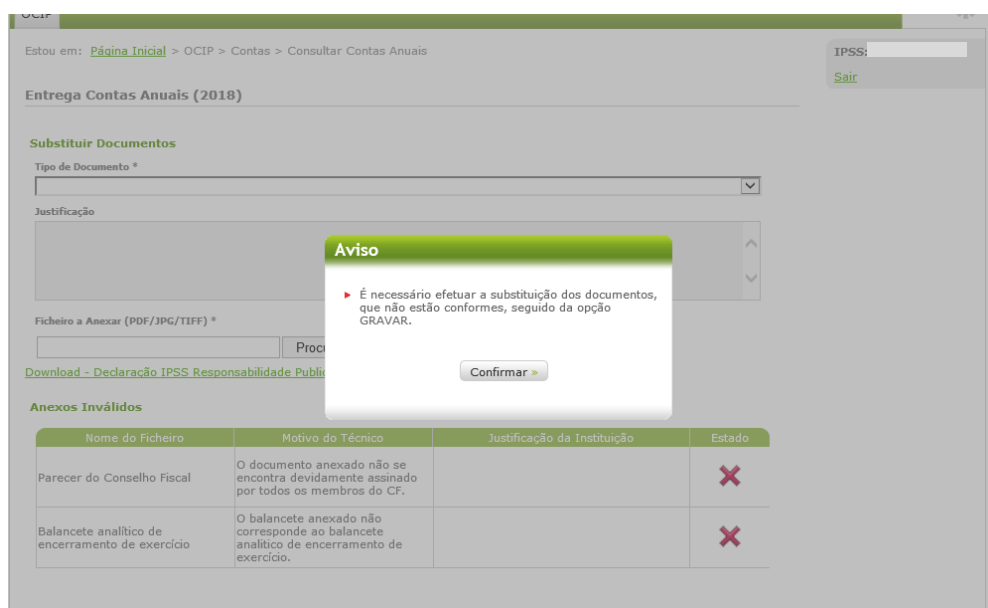 OCIP
Estou em: Página Inicial > OCIP > Contas > Consultar Contas Anuais
IPSS:
Sair
Entrega Contas Anuais (2018)
Substituir Documentos
Tipo de Documento *
Justificação
Aviso
É necessário efetuar a substituição dos documentos,
que não estão conformes, seguido da opção
GRAVAR.
Confirmar »
Ficheiro a Anexar (PDF/JPG/TIFF) *
Download - Declaração IPSS Responsabilidade
Anexos Inválidos
Nome do Ficheiro Motivo do Técnico Justificação da Instituição Estado
Parecer do Conselho Fiscal
O documento anexado não se
encontra devidamente assinado
por todos os membros do CF.
Balancete analítico de
encerramento de exercício
O balancete anexado não
corresponde ao balancete
analitico de encerramento de
exercício.